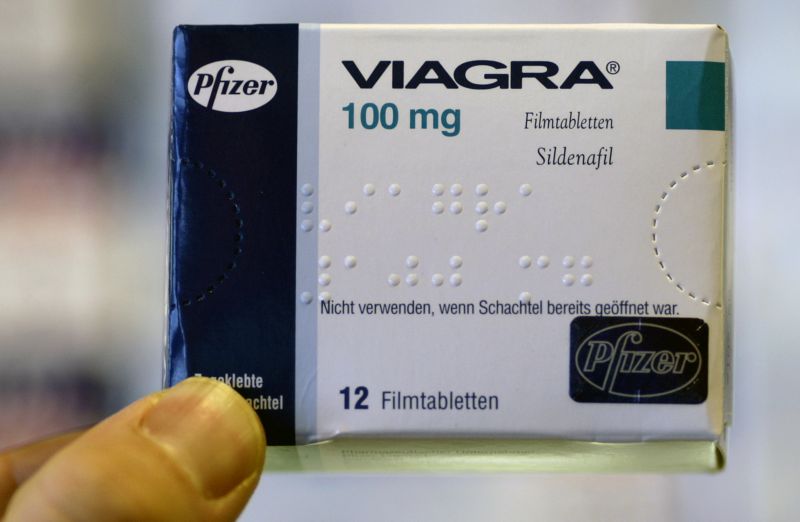 Pfizer
VIAGRA®
100 mg
Filmtabletten
Sildenafil
Nicht verwenden, wenn Schachtel bereits geöffnet war.
Pfizer
12 Filmtabletten